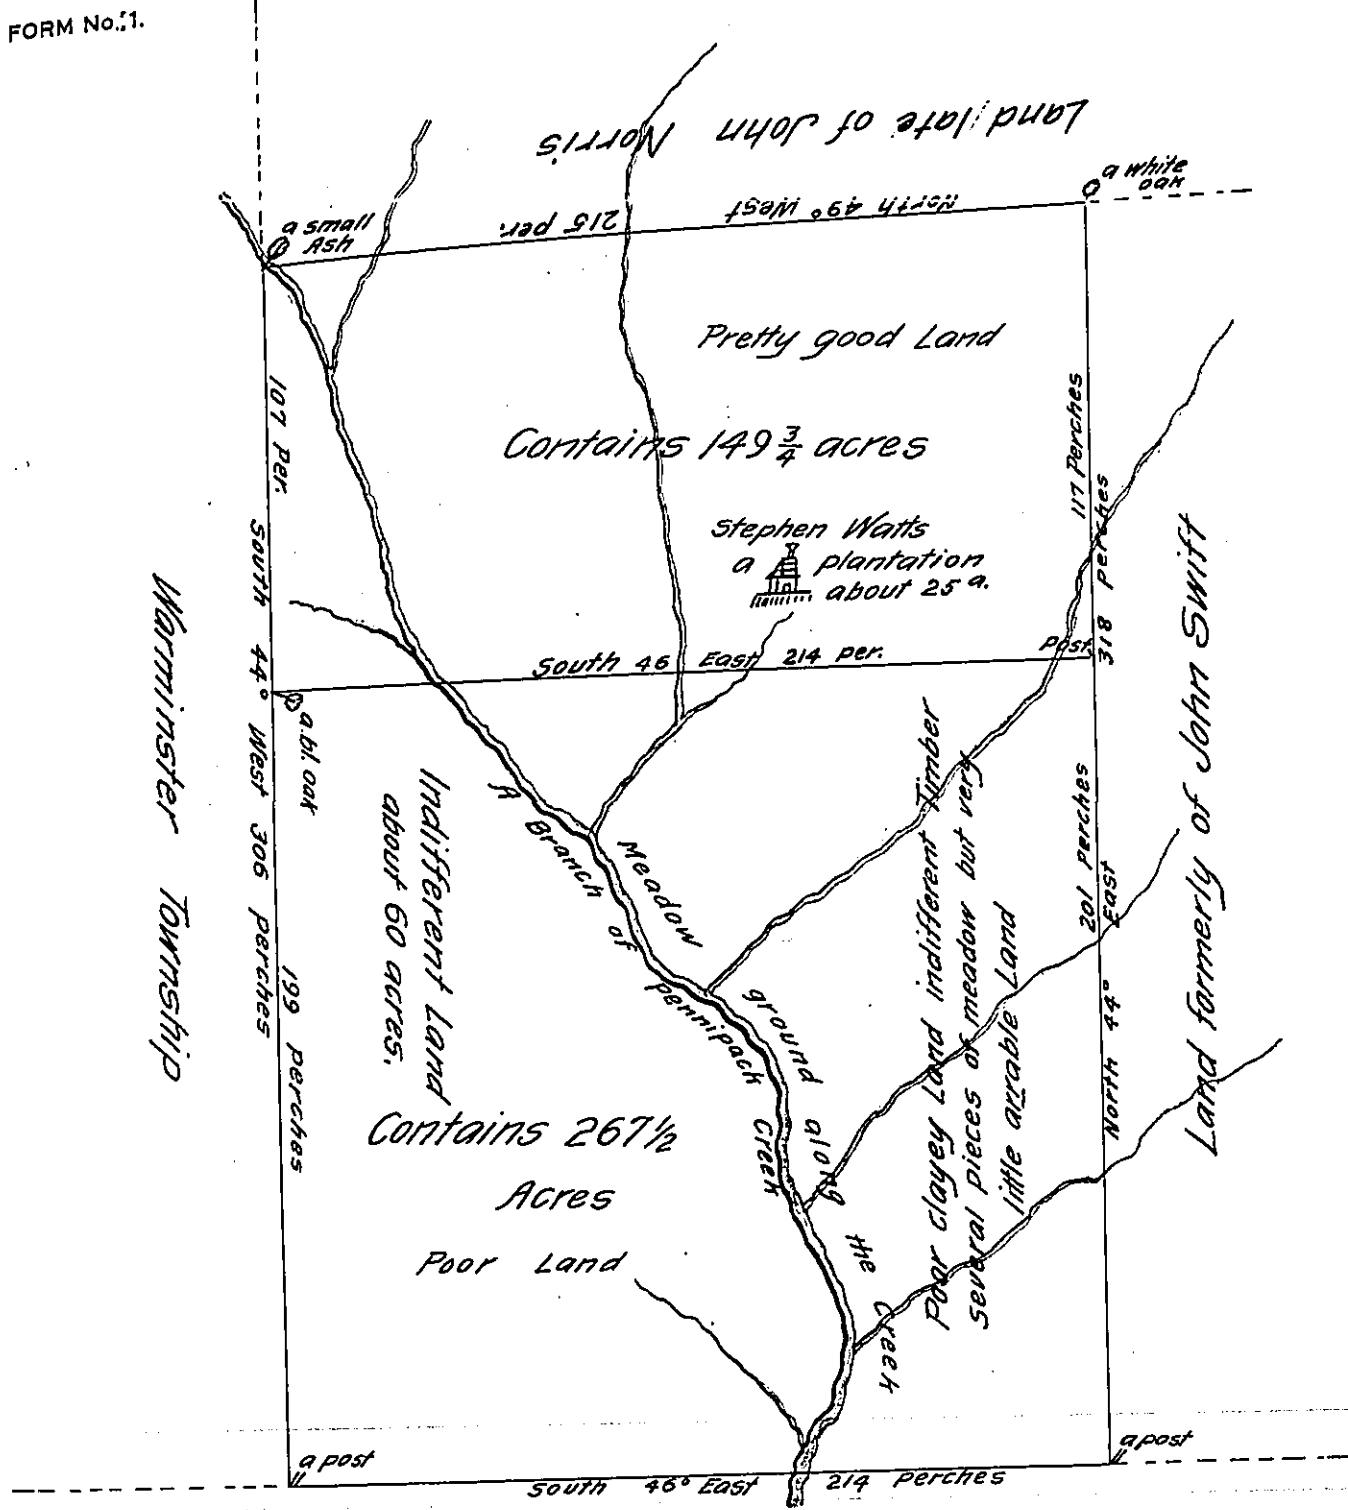 FORM No. 1.
Land late of John Norris
a white
oak
a small
Ash
North 49° West
215 per.
Pretty good Land
107 Per.
117 Perches
Contains 149 3/4 acres
Stephen Watts
a plantation
about 25 a.
South 44° West 306 perches
318 Perches
Post
South 46 East 214 per.
Warminster Township
Land formerly of John Swift
a bl. oak
Indifferent Land
about 60 acres.
A Branch of Pennipack Creek
Meadow ground along the Creek
Poor clayey Land indifferent Timber
several pieces of meadow but very
little arrable Land
201 Perches
North 44° East
199 perches
Contains 267 1/2
Acres
Poor Land
a post
a post
South 46° East 214 Perches